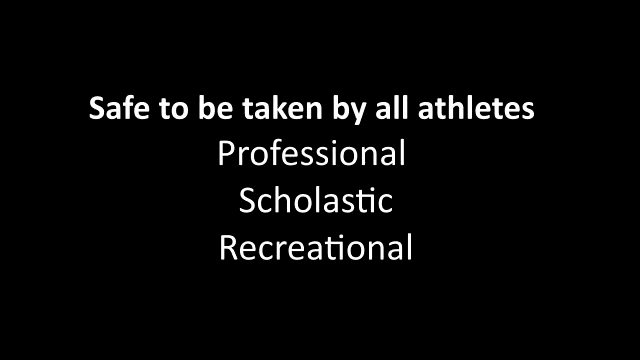 Safe to be taken by all athletes
Professional
Scholastic
Recreational